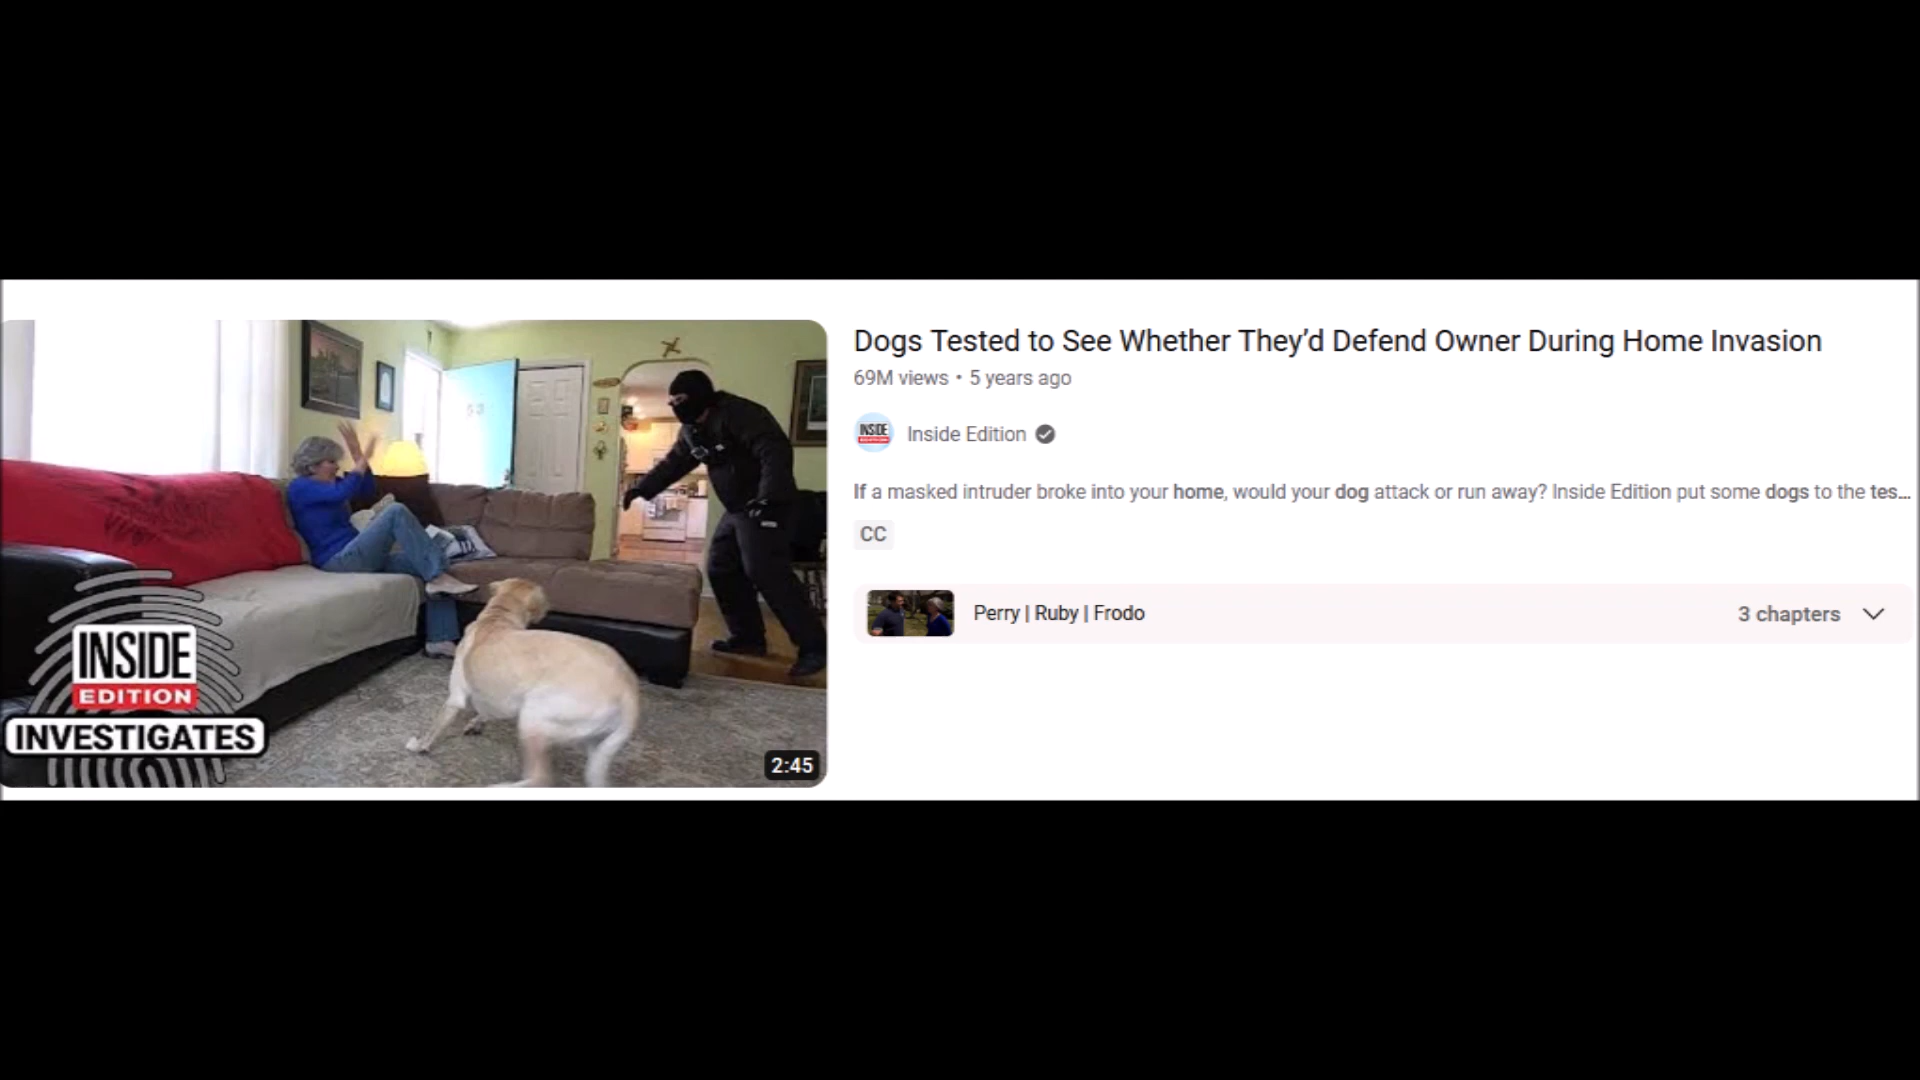 Dogs Tested to See Whether They’d Defend Owner During Home Invasion
69M views • 5 years ago
INSIDE
Inside Edition
If a masked intruder broke into your home, would your dog attack or run away? Inside Edition put some dogs to the tes...
CC
Perry | Ruby | Frodo
3 chapters
INSIDE
EDITION
INVESTIGATES
2:45